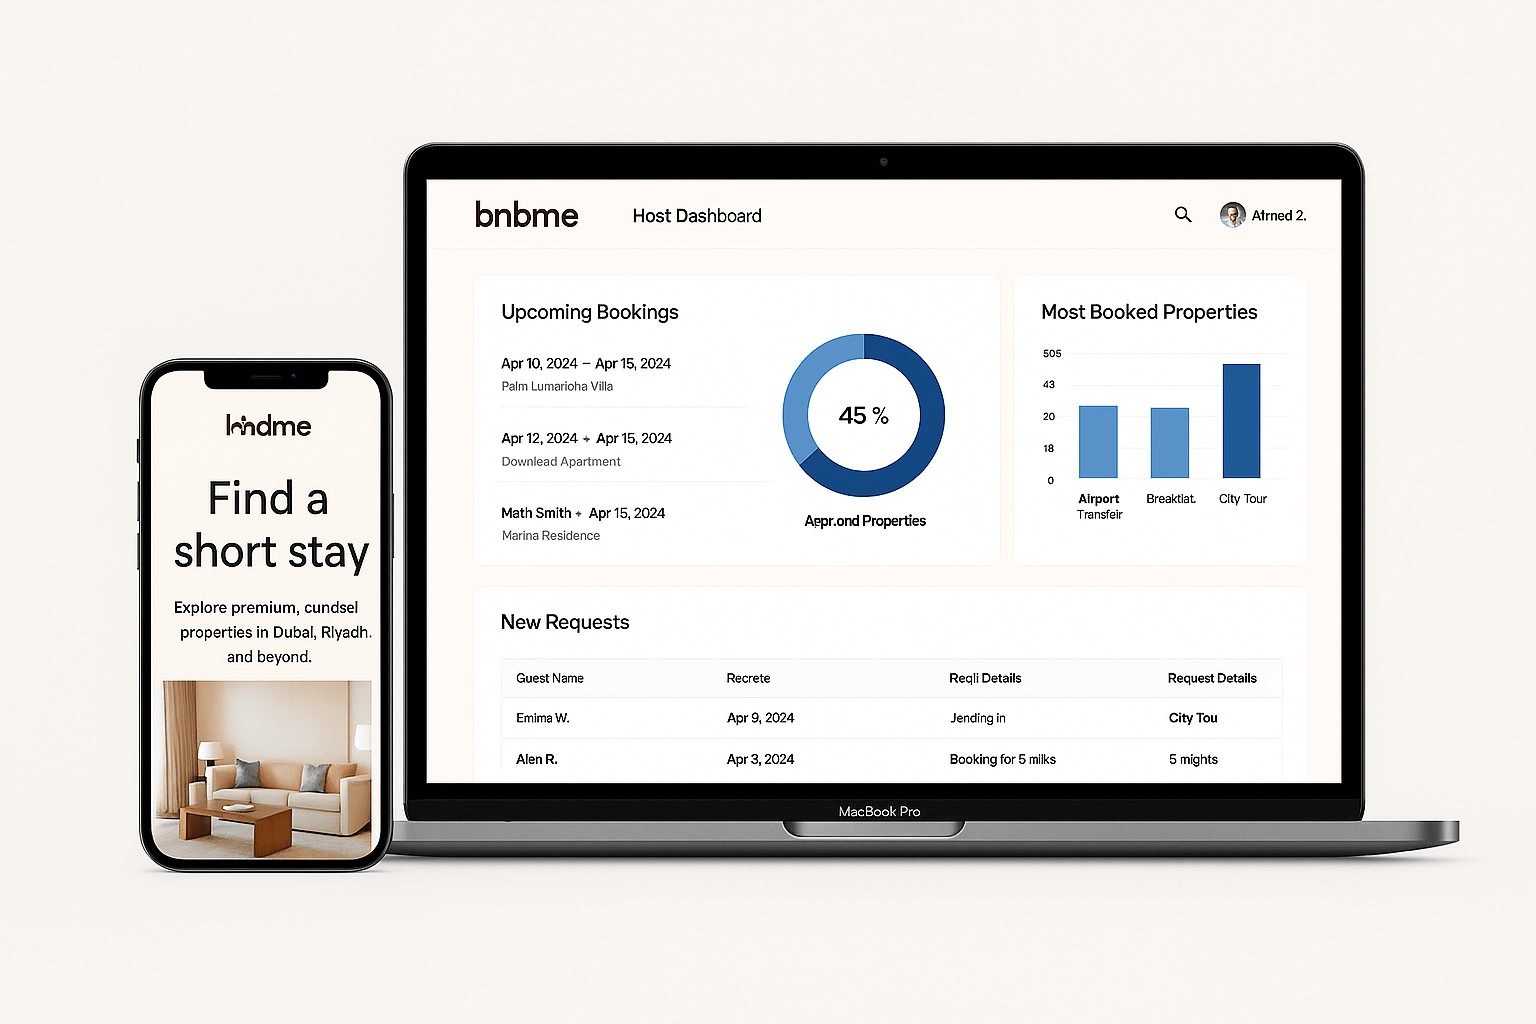 bnbme
Host Dashboard
Atrned 2.
Upcoming Bookings
Apr 10, 2024 – Apr 15, 2024
Palm Lumarioha Villa
Apr 12, 2024 + Apr 15, 2024
Downlead Apartment
Math Smith + Apr 15, 2024
Marina Residence
45 %
Appr.ond Properties
Most Booked Properties
505
43
20
18
0
Airport
Transfeir
Breaktiat.
City Tour
New Requests
Guest Name Recrete Reqli Details Request Details
Emima W. Apr 9, 2024 Jending in City Tou
Alen R. Apr 3, 2024 Booking for 5 milks 5 mights
MacBook Pro
Find a
short stay
Explore premium, cundsel
properties in Dubal, Rlyadh.
and beyond.